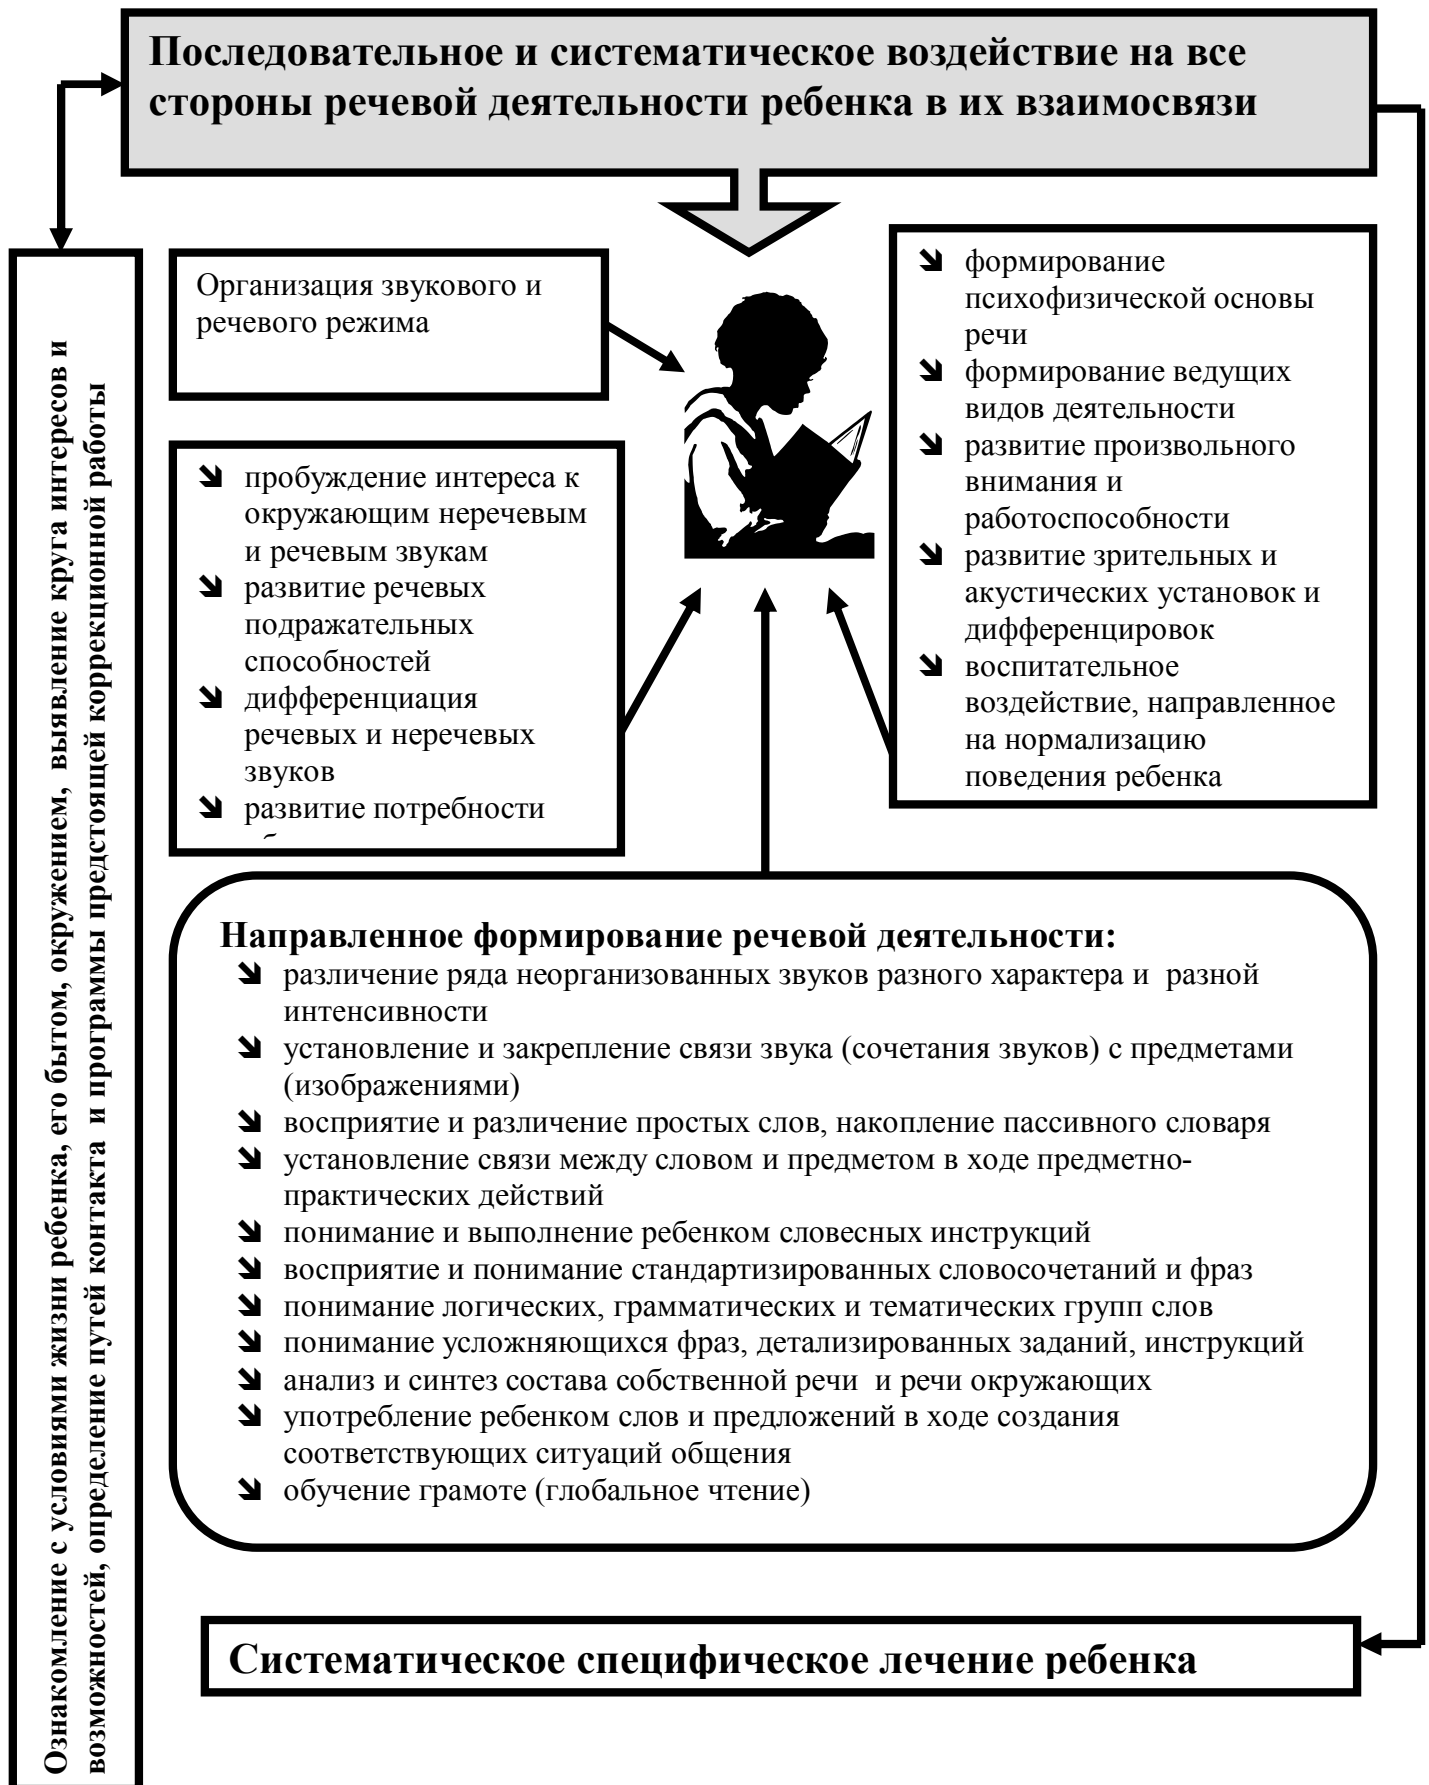 Последовательное и систематическое воздействие на все
стороны речевой деятельности ребенка в их взаимосвязи
Ознакомление с условиями жизни ребенка, его бытом, окружением, выявление круга интересов и
возможностей, определение путей контакта и программы предстоящей коррекционной работы
Организация звукового и
речевого режима
пробуждение интереса к
окружающим неречевым
и речевым звукам
развитие речевых
подражательных
способностей
дифференциация
речевых и неречевых
звуков
развитие потребности
формирование
психофизической основы
речи
формирование ведущих
видов деятельности
развитие произвольного
внимания и
работоспособности
развитие зрительных и
акустических установок и
дифференцировок
воспитательное
воздействие, направленное
на нормализацию
поведения ребенка
Направленное формирование речевой деятельности:
различение ряда неорганизованных звуков разного характера и разной
интенсивности
установление и закрепление связи звука (сочетания звуков) с предметами
(изображениями)
восприятие и различение простых слов, накопление пассивного словаря
установление связи между словом и предметом в ходе предметно-
практических действий
понимание и выполнение ребенком словесных инструкций
восприятие и понимание стандартизированных словосочетаний и фраз
понимание логических, грамматических и тематических групп слов
понимание усложняющихся фраз, детализированных заданий, инструкций
анализ и синтез состава собственной речи и речи окружающих
употребление ребенком слов и предложений в ходе создания
соответствующих ситуаций общения
обучение грамоте (глобальное чтение)
Систематическое специфическое лечение ребенка